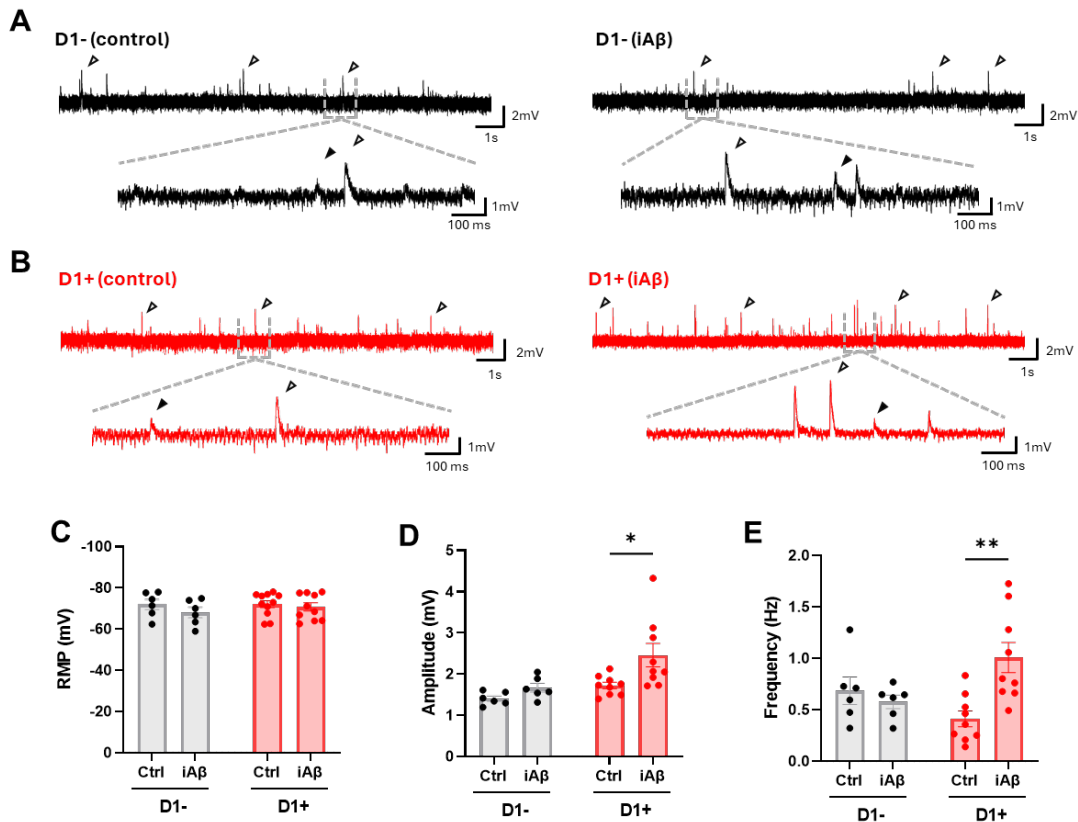 A
D1- (control)
D1- (iAβ)
2mV
1s
2mV
1s
1mV
100 ms
1mV
100 ms
B
D1+ (control)
D1+ (iAβ)
2mV
1s
2mV
1s
1mV
100 ms
1mV
100 ms
C
RMP (mV)
-100
-80
-60
-40
-20
0
Ctrl iAβ Ctrl iAβ
D1- D1+
D
Amplitude (mV)
5
4
3
2
1
0
*
Ctrl iAβ Ctrl iAβ
D1- D1+
E
Frequency (Hz)
2.0
1.5
1.0
0.5
0.0
**
Ctrl iAβ Ctrl iAβ
D1- D1+